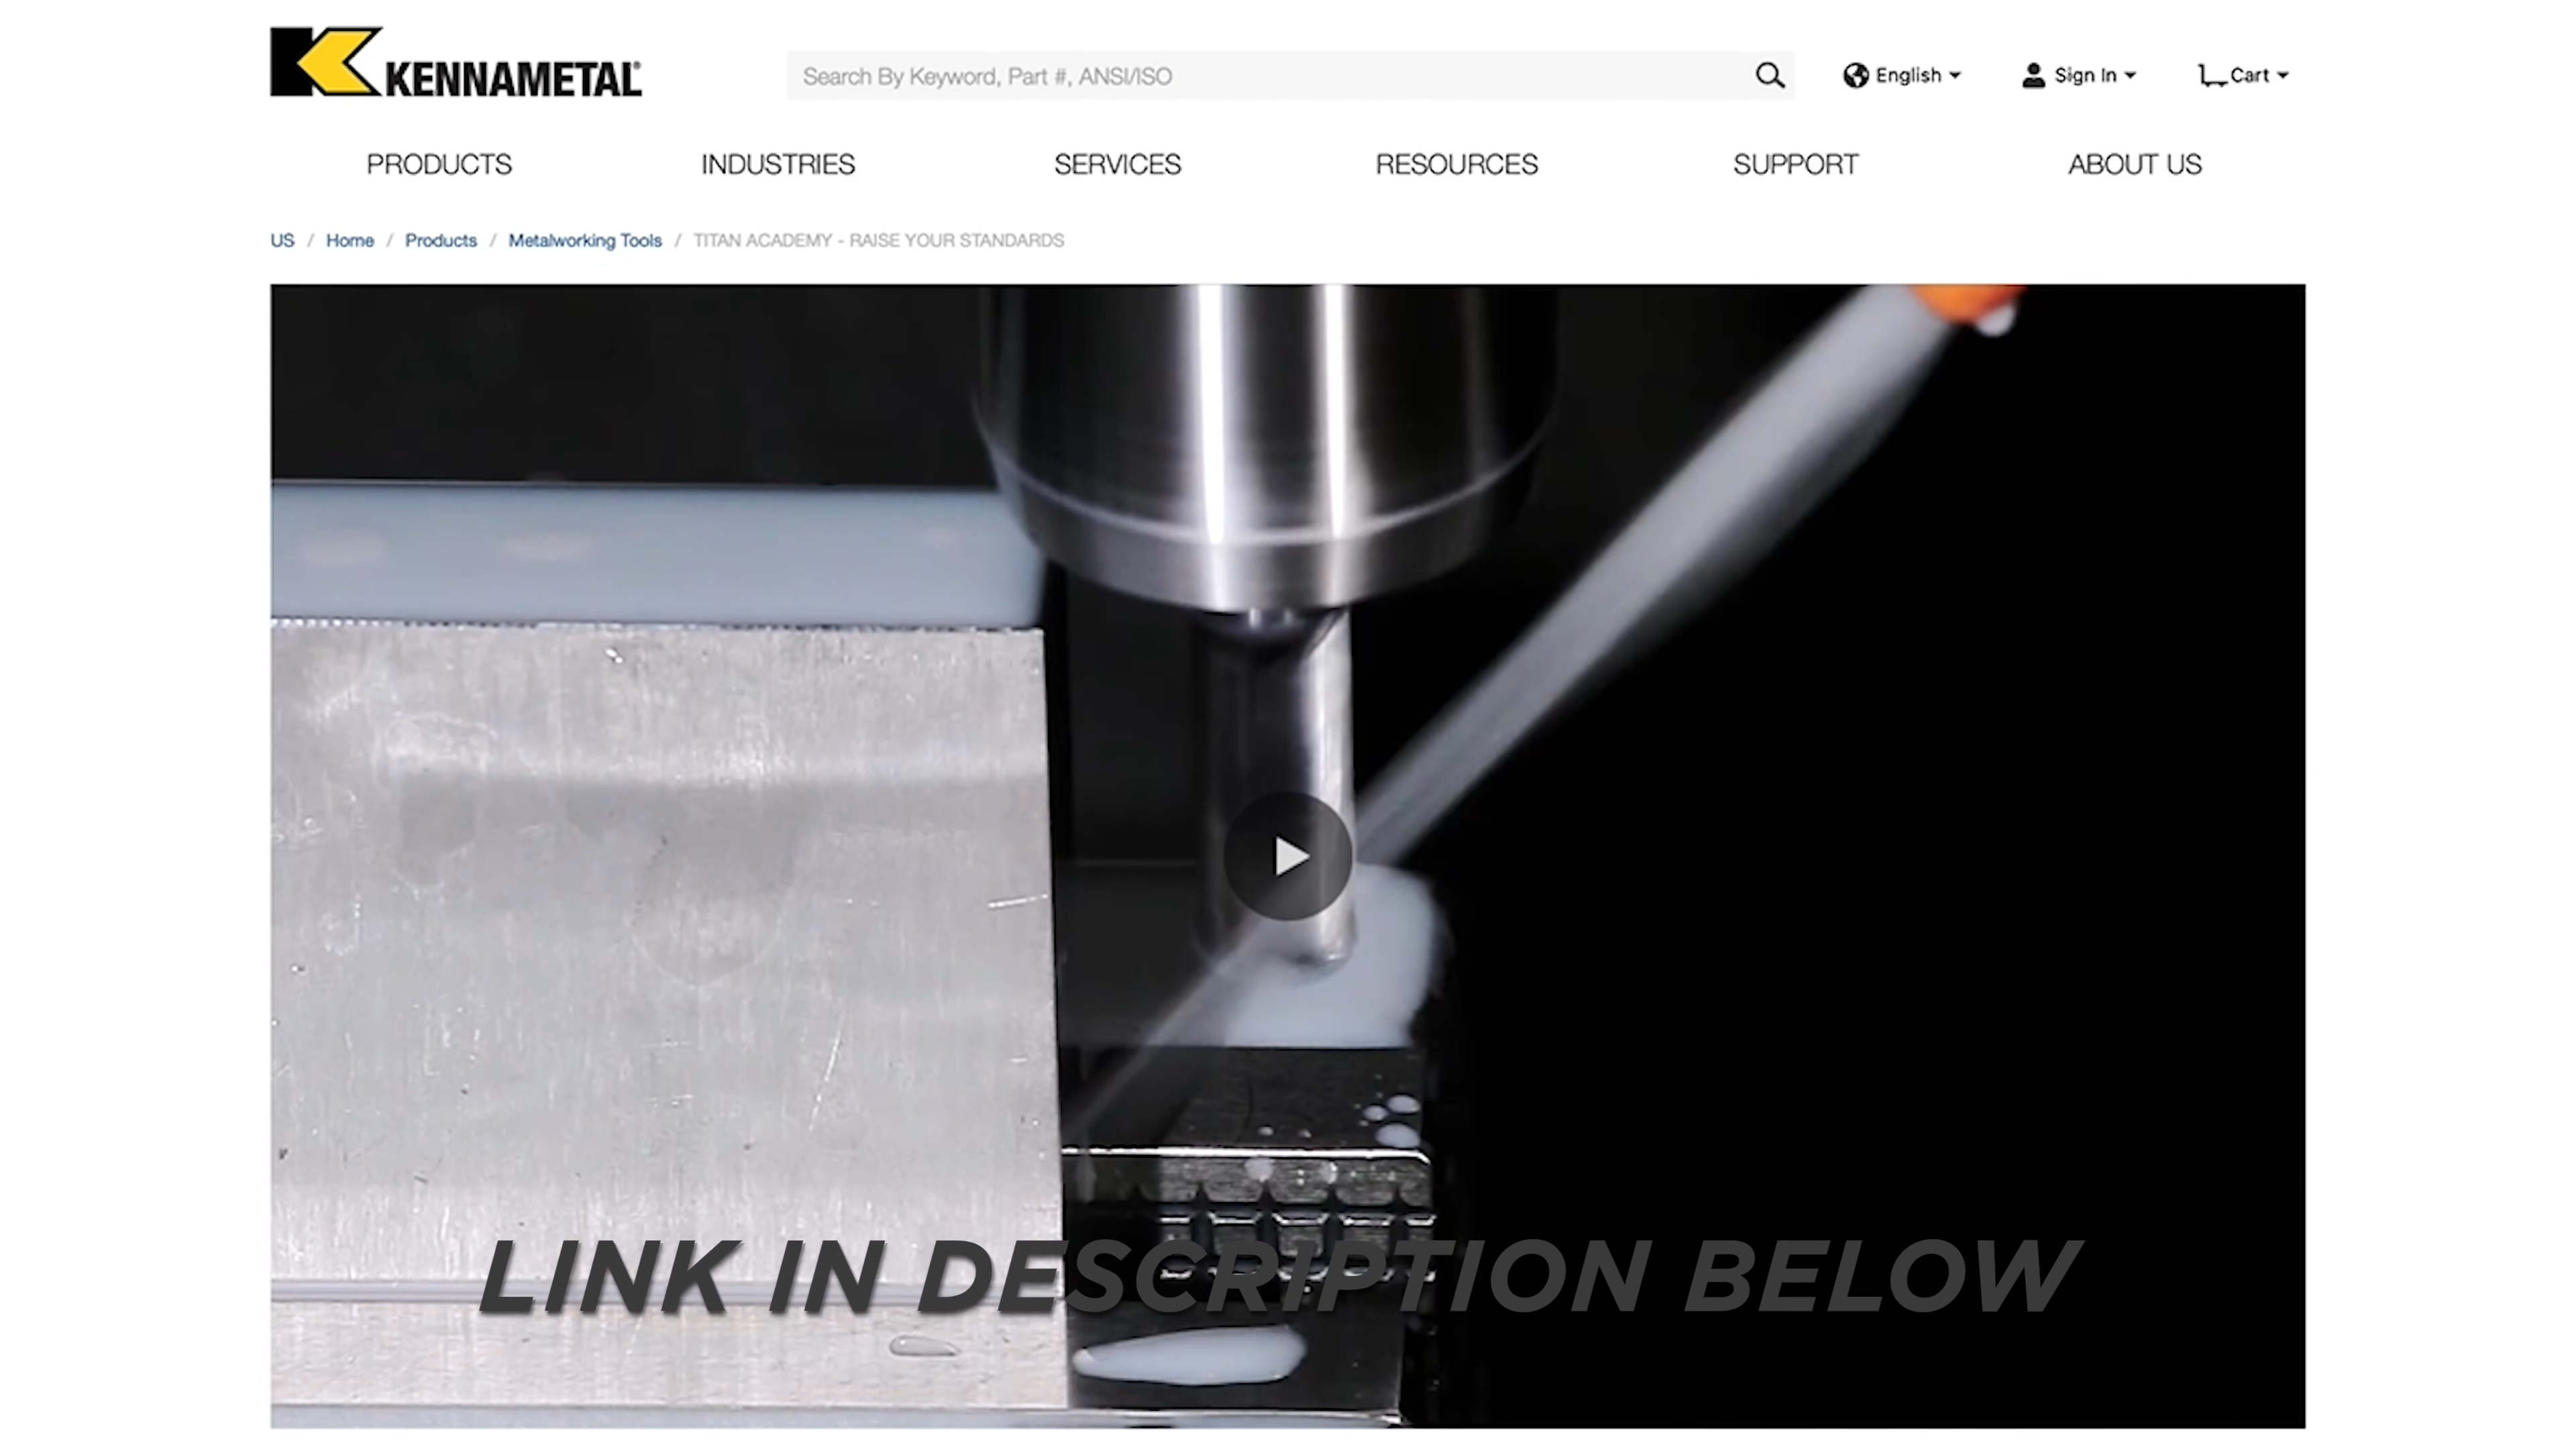 KENNAMETAL®
Search By Keyword, Part #, ANSI/ISO
English
Sign In
Cart
PRODUCTS INDUSTRIES SERVICES RESOURCES SUPPORT ABOUT US
US / Home / Products / Metalworking Tools / TITAN ACADEMY - RAISE YOUR STANDARDS
LINK IN DESCRIPTION BELOW